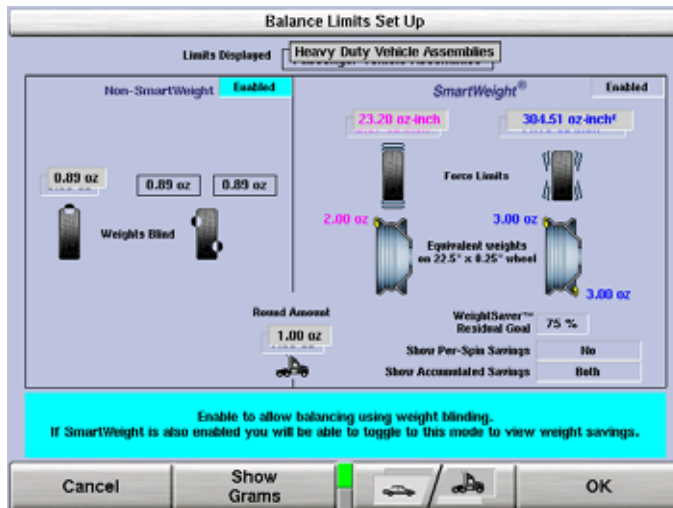 Balance Limits Set Up
Limits Displayed
Heavy Duty Vehicle Assemblies
Non-SmartWeight
Enabled
SmartWeight®
Enabled
23.20 oz-inch
304.51 oz-inch²
0.89 oz
0.89 oz
0.89 oz
Force Limits
Weights Blind
2.00 oz
3.00 oz
Equivalent weights
on 22.5" x 8.25" wheel
3.00 oz
Round Amount
1.00 oz
WeightSaver™
Residual Goal
75 %
Show Per-Spin Savings
No
Show Accumulated Savings
Both
Enable to allow balancing using weight blinding.
If SmartWeight is also enabled you will be able to toggle to this mode to view weight savings.
Cancel
Show
Grams
OK